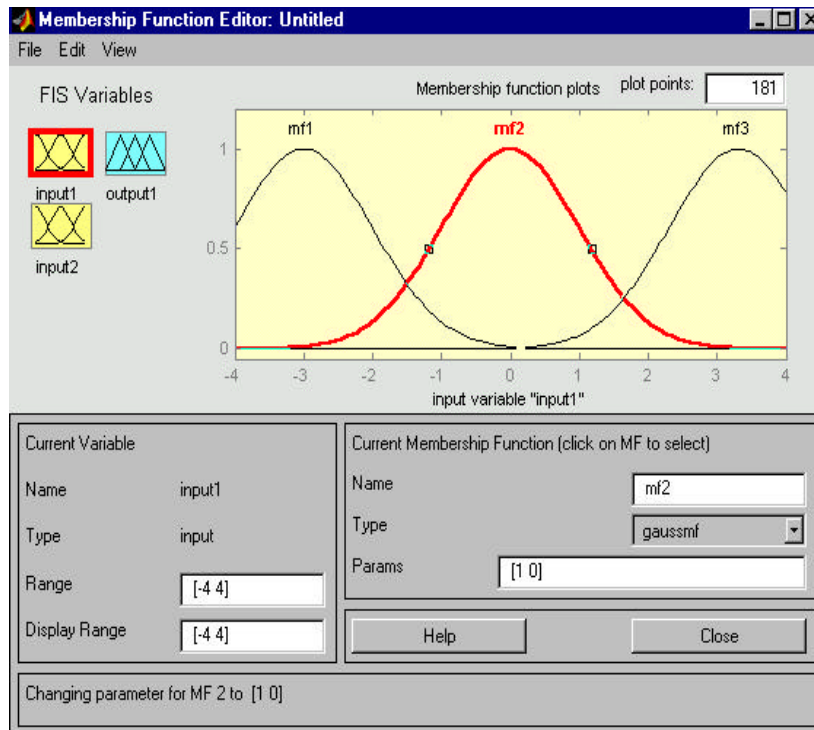 Membership Function Editor: Untitled
File Edit View
FIS Variables
Membership function plots plot points: 181
input1 output1
input2
mf1 mf2 mf3
1
0.5
0
-4 -3 -2 -1 0 1 2 3 4
input variable "input1"
Current Variable
Name input1
Type input
Range [-4 4]
Display Range [-4 4]
Current Membership Function (click on MF to select)
Name mf2
Type gaussmf
Params [1 0]
Help Close
Changing parameter for MF 2 to [1 0]